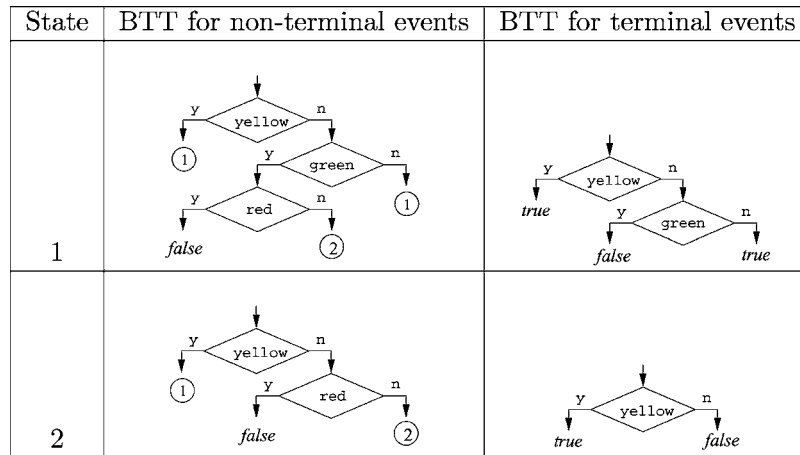 State BTT for non-terminal events BTT for terminal events
y yellow n
1 y green n
y red n 1
false 2
1
y yellow n
true y green n
false true
y yellow n
1 y red n
false 2
2
y yellow n
true false